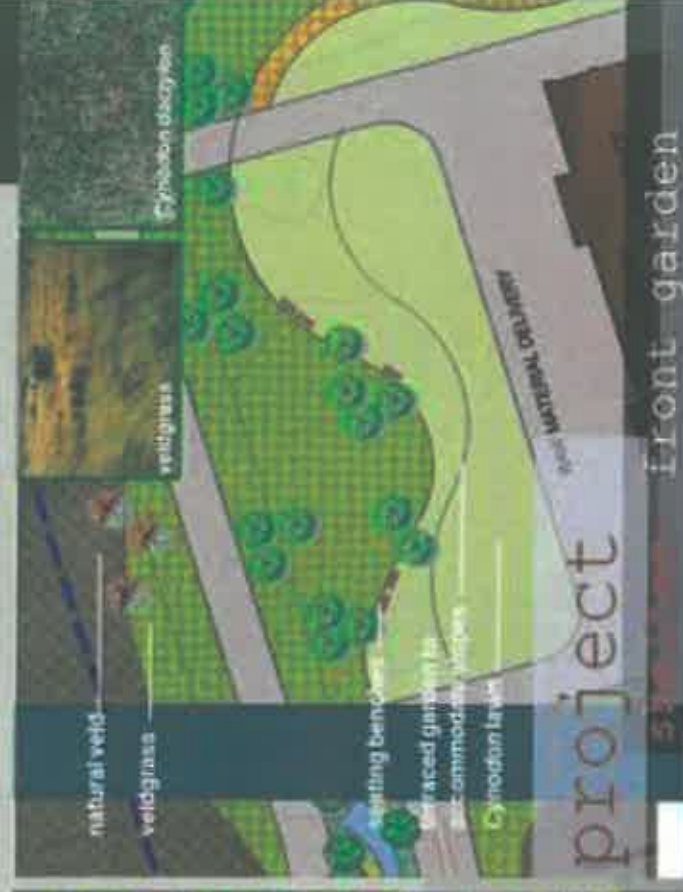 Cynodon dactylon
veldgrass
natural veld
veldgrass
seating benches
terraced garden to
accommodate slopes
Cynodon lawn
MATERIAL DELIVERY
project
front garden